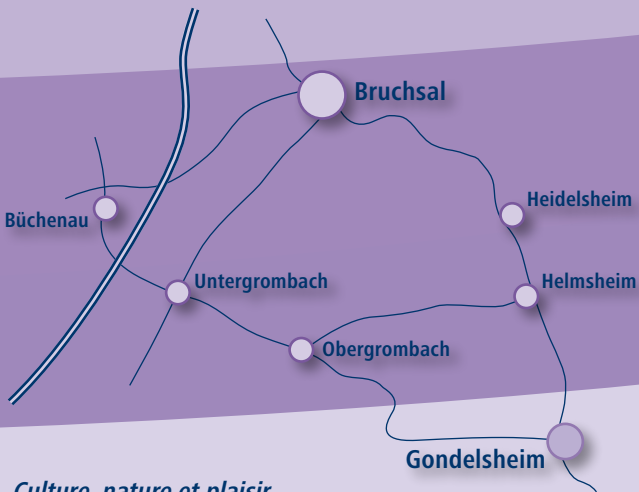 Bruchsal
Heidelsheim
Büchenau
Untergrombach
Helmsheim
Obergrombach
Gondelsheim
Culture, nature et plaisir